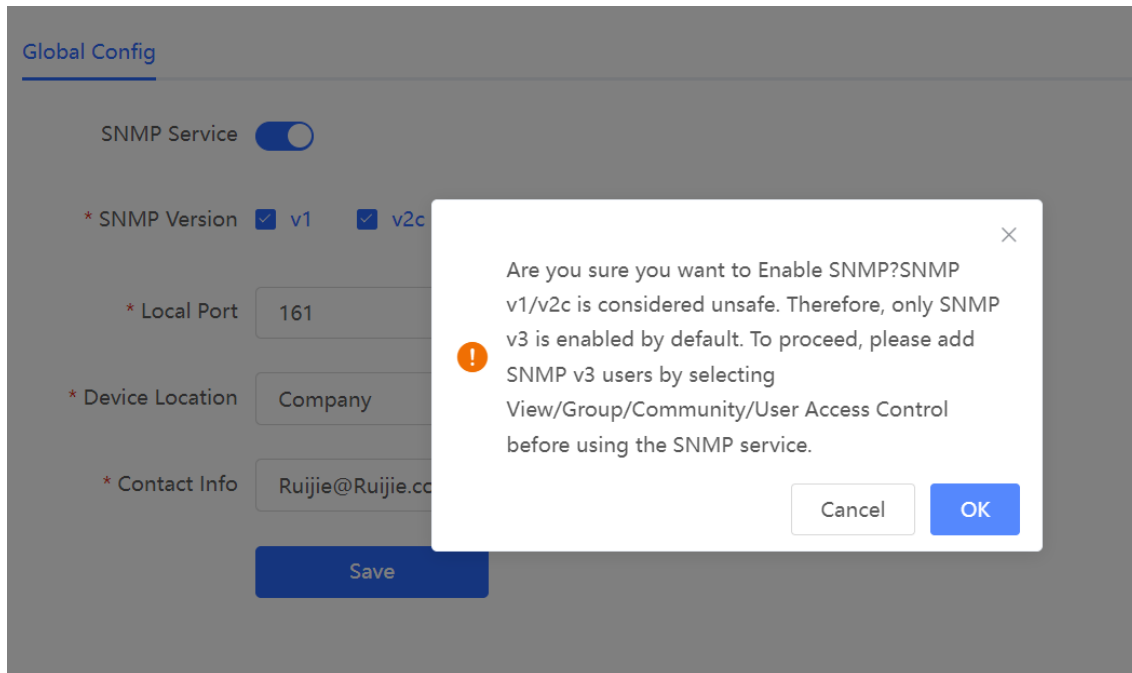 Global Config
SNMP Service
* SNMP Version v1 v2c
Are you sure you want to Enable SNMP?SNMP
v1/v2c is considered unsafe. Therefore, only SNMP
v3 is enabled by default. To proceed, please add
SNMP v3 users by selecting
View/Group/Community/User Access Control
before using the SNMP service.
Cancel OK
* Local Port 161
* Device Location Company
* Contact Info Ruijie@Ruijie.co
Save